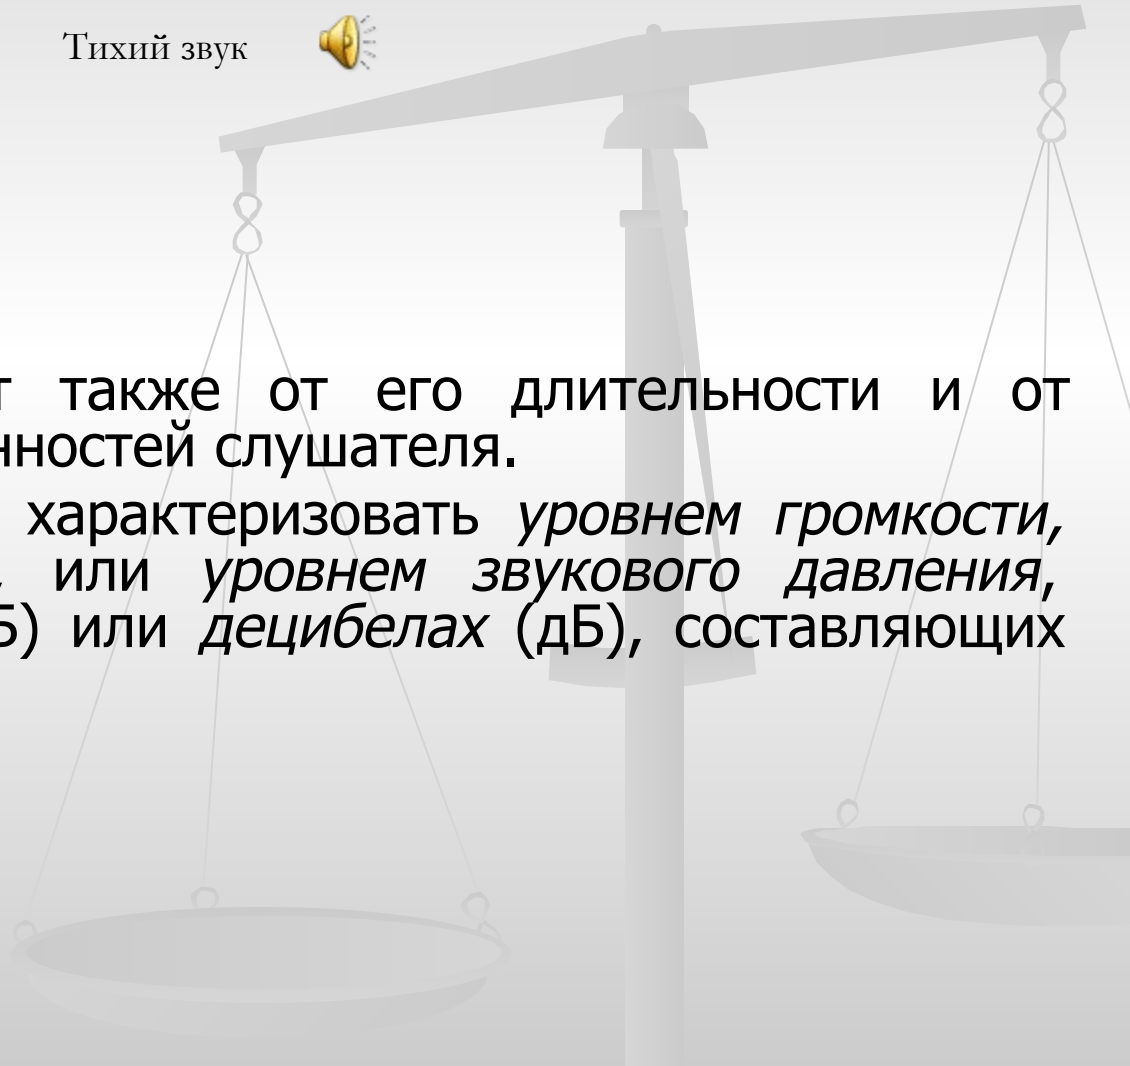 Тихий звук
также от его длительности и от
слушателя.
характеризовать уровнем громкости,
или уровнем звукового давления,
или децибелах (дБ), составляющих